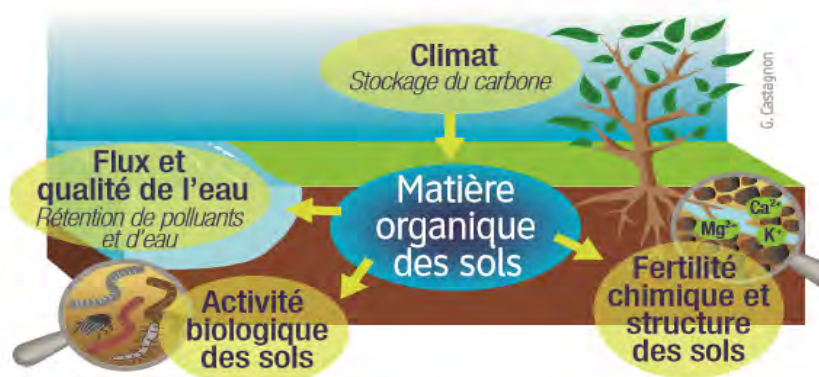 Climat
Stockage du carbone
G. Castagnon
Flux et
qualité de l'eau
Rétention de polluants
et d'eau
Matière
organique
des sols
Ca²⁺
Mg²⁺
K⁺
Activité
biologique
des sols
Fertilité
chimique et
structure
des sols